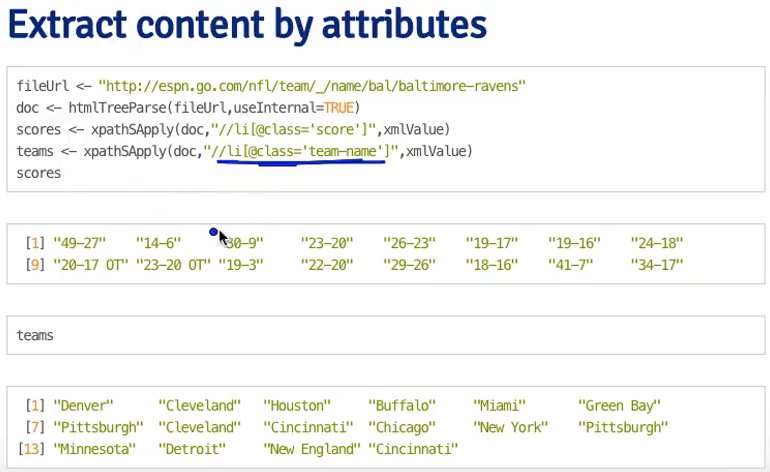 Extract content by attributes
fileUrl <- "http://espn.go.com/nfl/team/_/name/bal/baltimore-ravens"
doc <- htmlTreeParse(fileUrl,useInternal=TRUE)
scores <- xpathSApply(doc,"//li[@class='score']",xmlValue)
teams <- xpathSApply(doc,"//li[@class='team-name']",xmlValue)
scores
[1] "49-27" "14-6" "30-9" "23-20" "26-23" "19-17" "19-16" "24-18"
[9] "20-17 OT" "23-20 OT" "19-3" "22-20" "29-26" "18-16" "41-7" "34-17"
teams
[1] "Denver" "Cleveland" "Houston" "Buffalo" "Miami" "Green Bay"
[7] "Pittsburgh" "Cleveland" "Cincinnati" "Chicago" "New York" "Pittsburgh"
[13] "Minnesota" "Detroit" "New England" "Cincinnati"